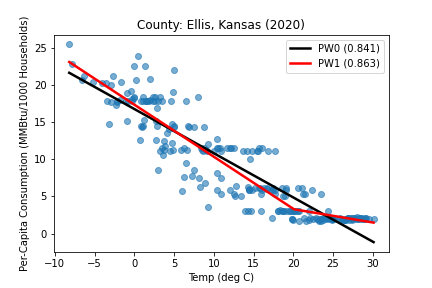 County: Ellis, Kansas (2020)
PW0 (0.841)
PW1 (0.863)
Per-Capita Consumption (MMBtu/1000 Households)
25
20
15
10
5
0
−10 −5 0 5 10 15 20 25 30
Temp (deg C)